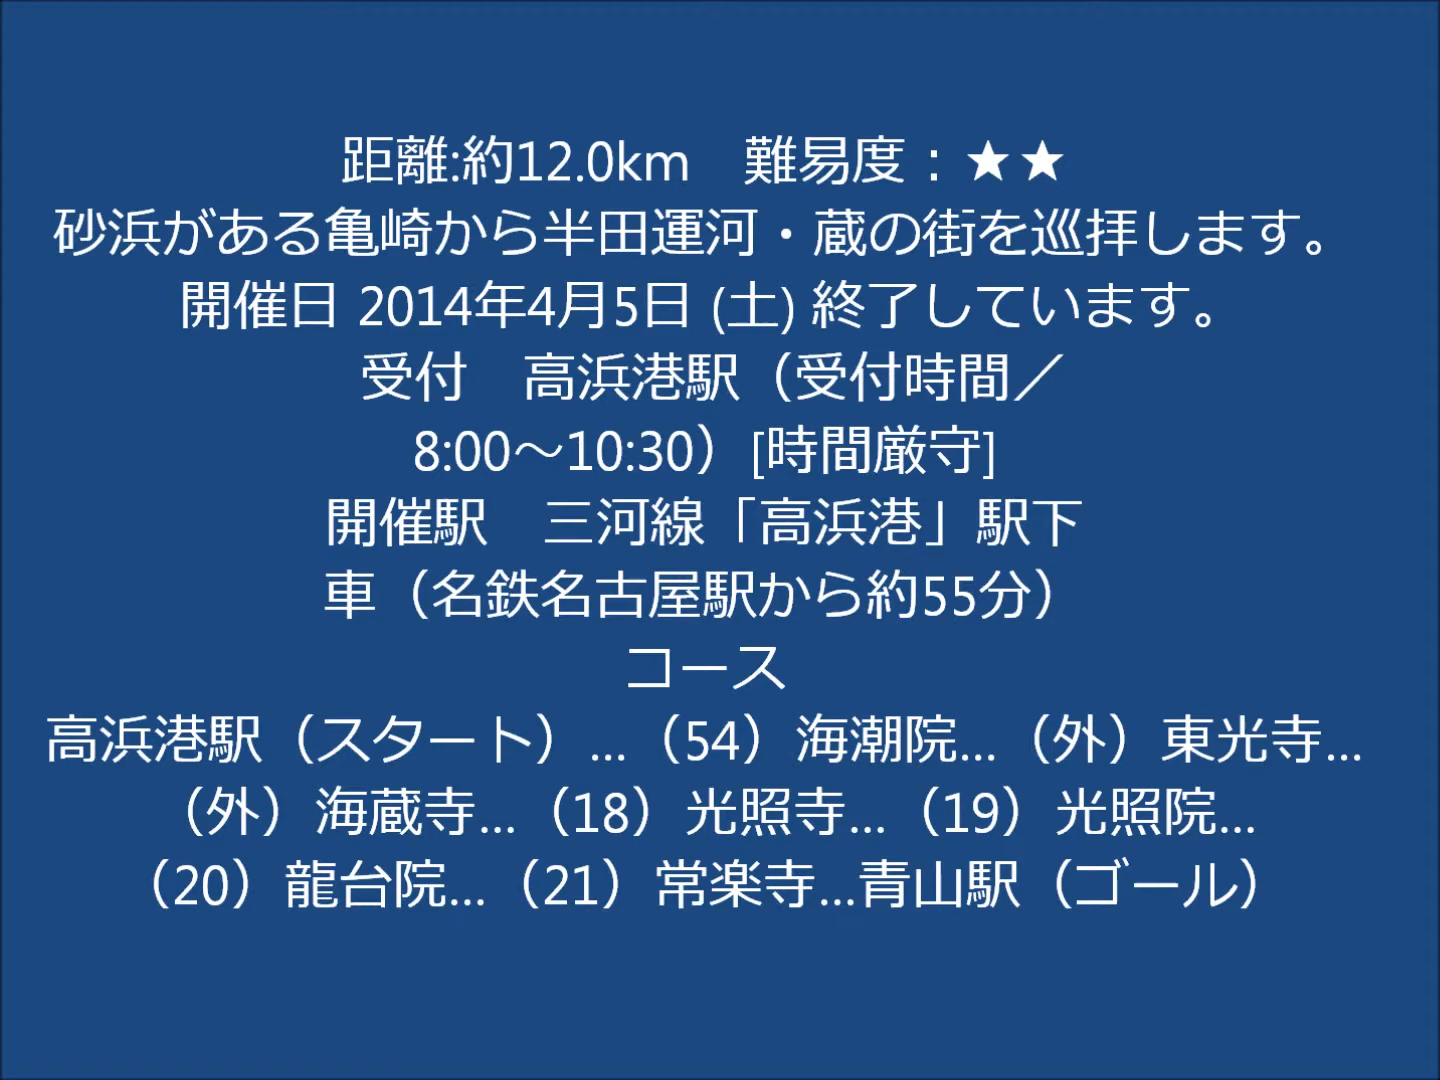 距離:約12.0km　難易度：★★
砂浜がある亀崎から半田運河・蔵の街を巡拝します。
開催日 2014年4月5日 (土) 終了しています。
受付　高浜港駅（受付時間／
8:00～10:30）[時間厳守]
開催駅　三河線「高浜港」駅下
車（名鉄名古屋駅から約55分）
コース
高浜港駅（スタート）...（54）海潮院...（外）東光寺...
（外）海蔵寺...（18）光照寺...（19）光照院...
（20）龍台院...（21）常楽寺...青山駅（ゴール）